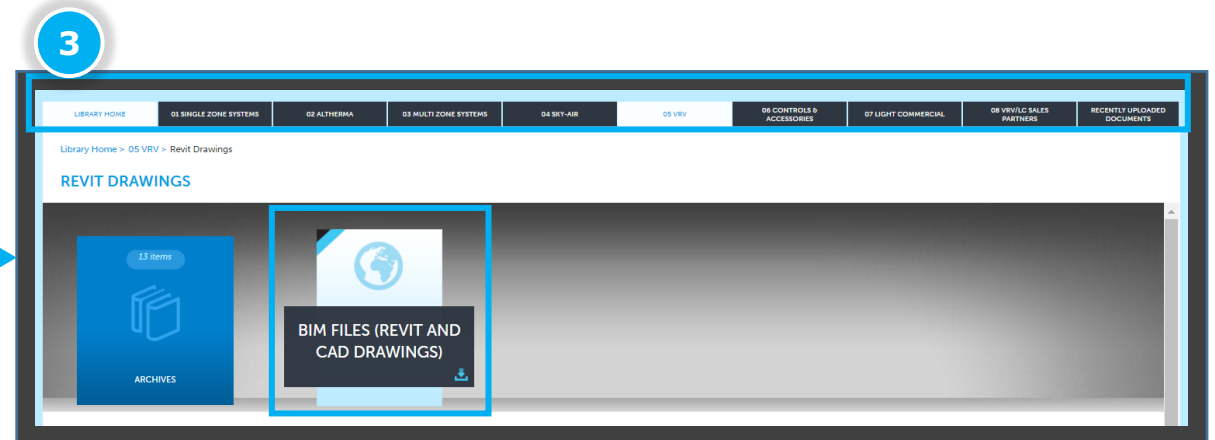 3
LIBRARY HOME
01 SINGLE ZONE SYSTEMS
02 ALTHERMA
03 MULTI ZONE SYSTEMS
04 SKY-AIR
05 VRV
06 CONTROLS &
ACCESSORIES
07 LIGHT COMMERCIAL
08 VRV/LC SALES
PARTNERS
RECENTLY UPLOADED
DOCUMENTS
Library Home > 05 VRV > Revit Drawings
REVIT DRAWINGS
13 items
ARCHIVES
BIM FILES (REVIT AND
CAD DRAWINGS)